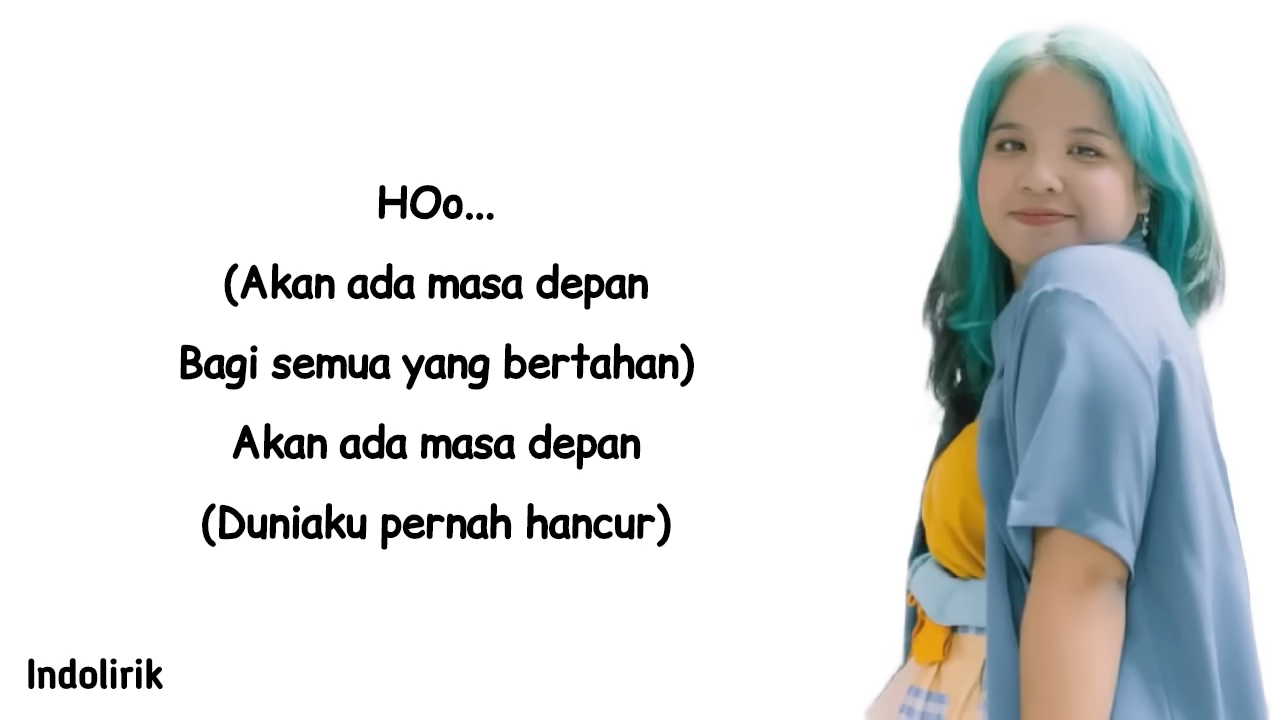 HOo...
(Akan ada masa depan
Bagi semua yang bertahan)
Akan ada masa depan
(Duniaku pernah hancur)
Indolirik